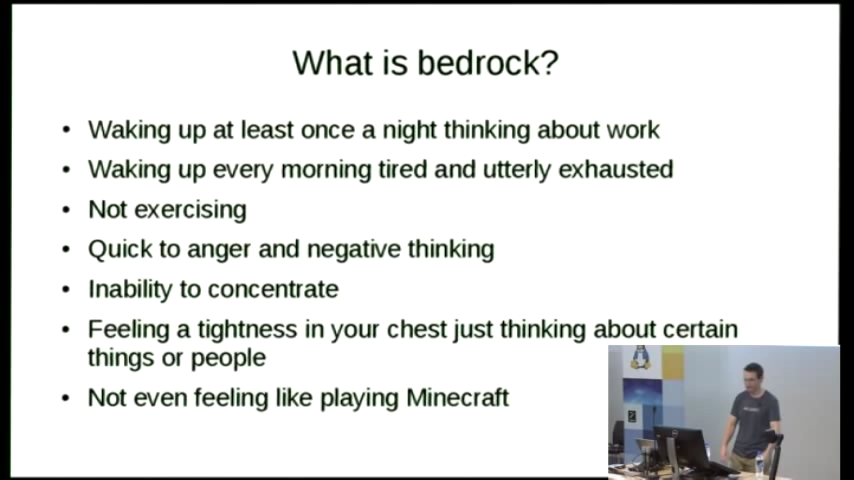 What is bedrock?
• Waking up at least once a night thinking about work
• Waking up every morning tired and utterly exhausted
• Not exercising
• Quick to anger and negative thinking
• Inability to concentrate
• Feeling a tightness in your chest just thinking about certain
things or people
• Not even feeling like playing Minecraft